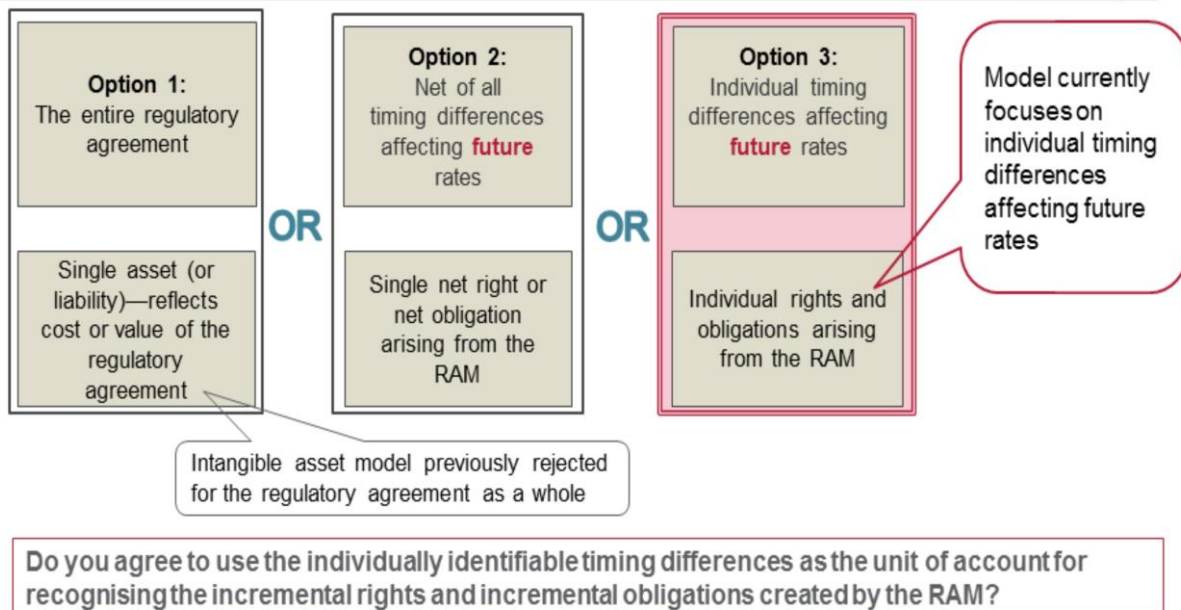 Option 1:
The entire regulatory
agreement
Single asset (or
liability)—reflects
cost or value of the
regulatory
agreement
OR
Option 2:
Net of all
timing differences
affecting future
rates
Single net right or
net obligation
arising from the
RAM
OR
Option 3:
Individual timing
differences affecting
future rates
Individual rights and
obligations arising
from the RAM
Model currently
focuses on
individual timing
differences
affecting future
rates
Intangible asset model previously rejected
for the regulatory agreement as a whole
Do you agree to use the individually identifiable timing differences as the unit of account for
recognising the incremental rights and incremental obligations created by the RAM?